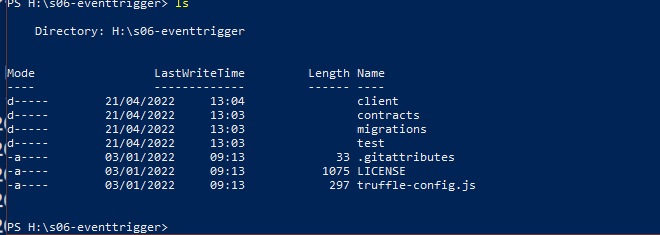 PS H:\s06-eventtrigger> ls
Directory: H:\s06-eventtrigger
Mode LastWriteTime Length Name
---- ------------- ------ ----
d----- 21/04/2022 13:04 client
d----- 21/04/2022 13:03 contracts
d----- 21/04/2022 13:03 migrations
d----- 21/04/2022 13:03 test
-a---- 03/01/2022 09:13 33 .gitattributes
-a---- 03/01/2022 09:13 1075 LICENSE
-a---- 03/01/2022 09:13 297 truffle-config.js
PS H:\s06-eventtrigger>